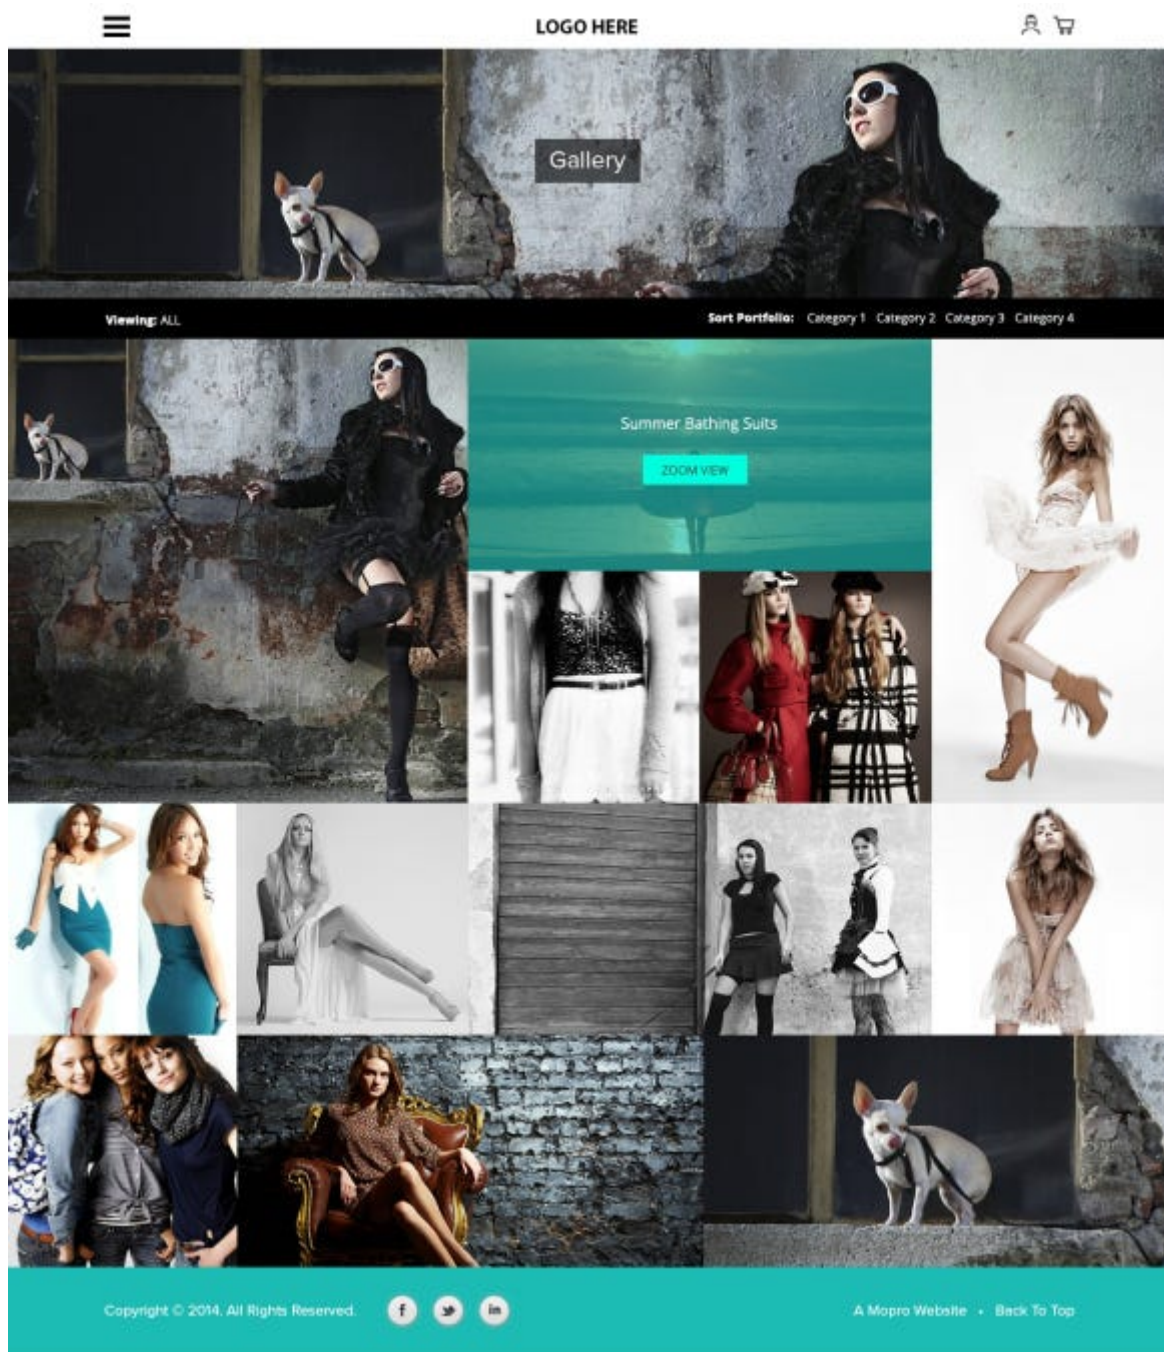 LOGO HERE
Gallery
Viewing: ALL
Sort Portfolio: Category 1 Category 2 Category 3 Category 4
Summer Bathing Suits
ZOOM VIEW
Copyright © 2014. All Rights Reserved. f in
A Mopro Website • Back To Top